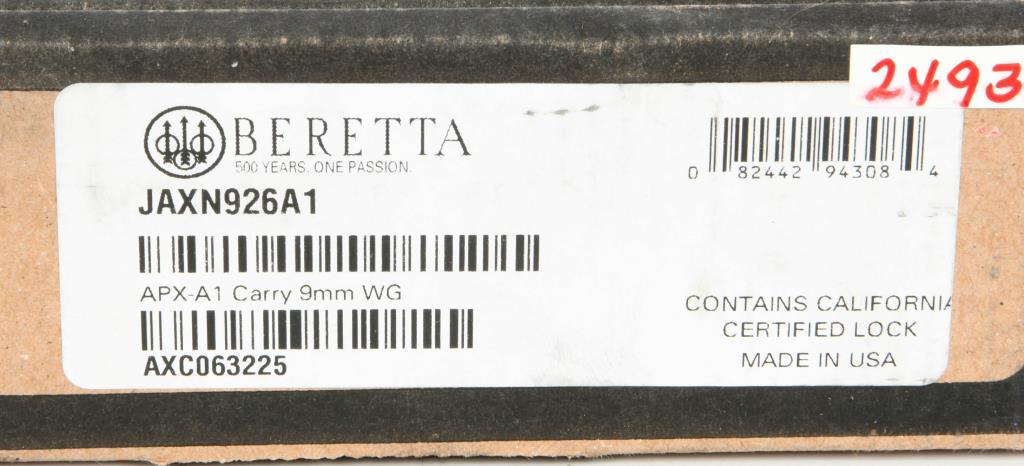 2493
BERETTA
500 YEARS. ONE PASSION.
JAXN926A1
0 82442 94308 4
APX-A1 Carry 9mm WG
AXC063225
CONTAINS CALIFORNIA
CERTIFIED LOCK
MADE IN USA